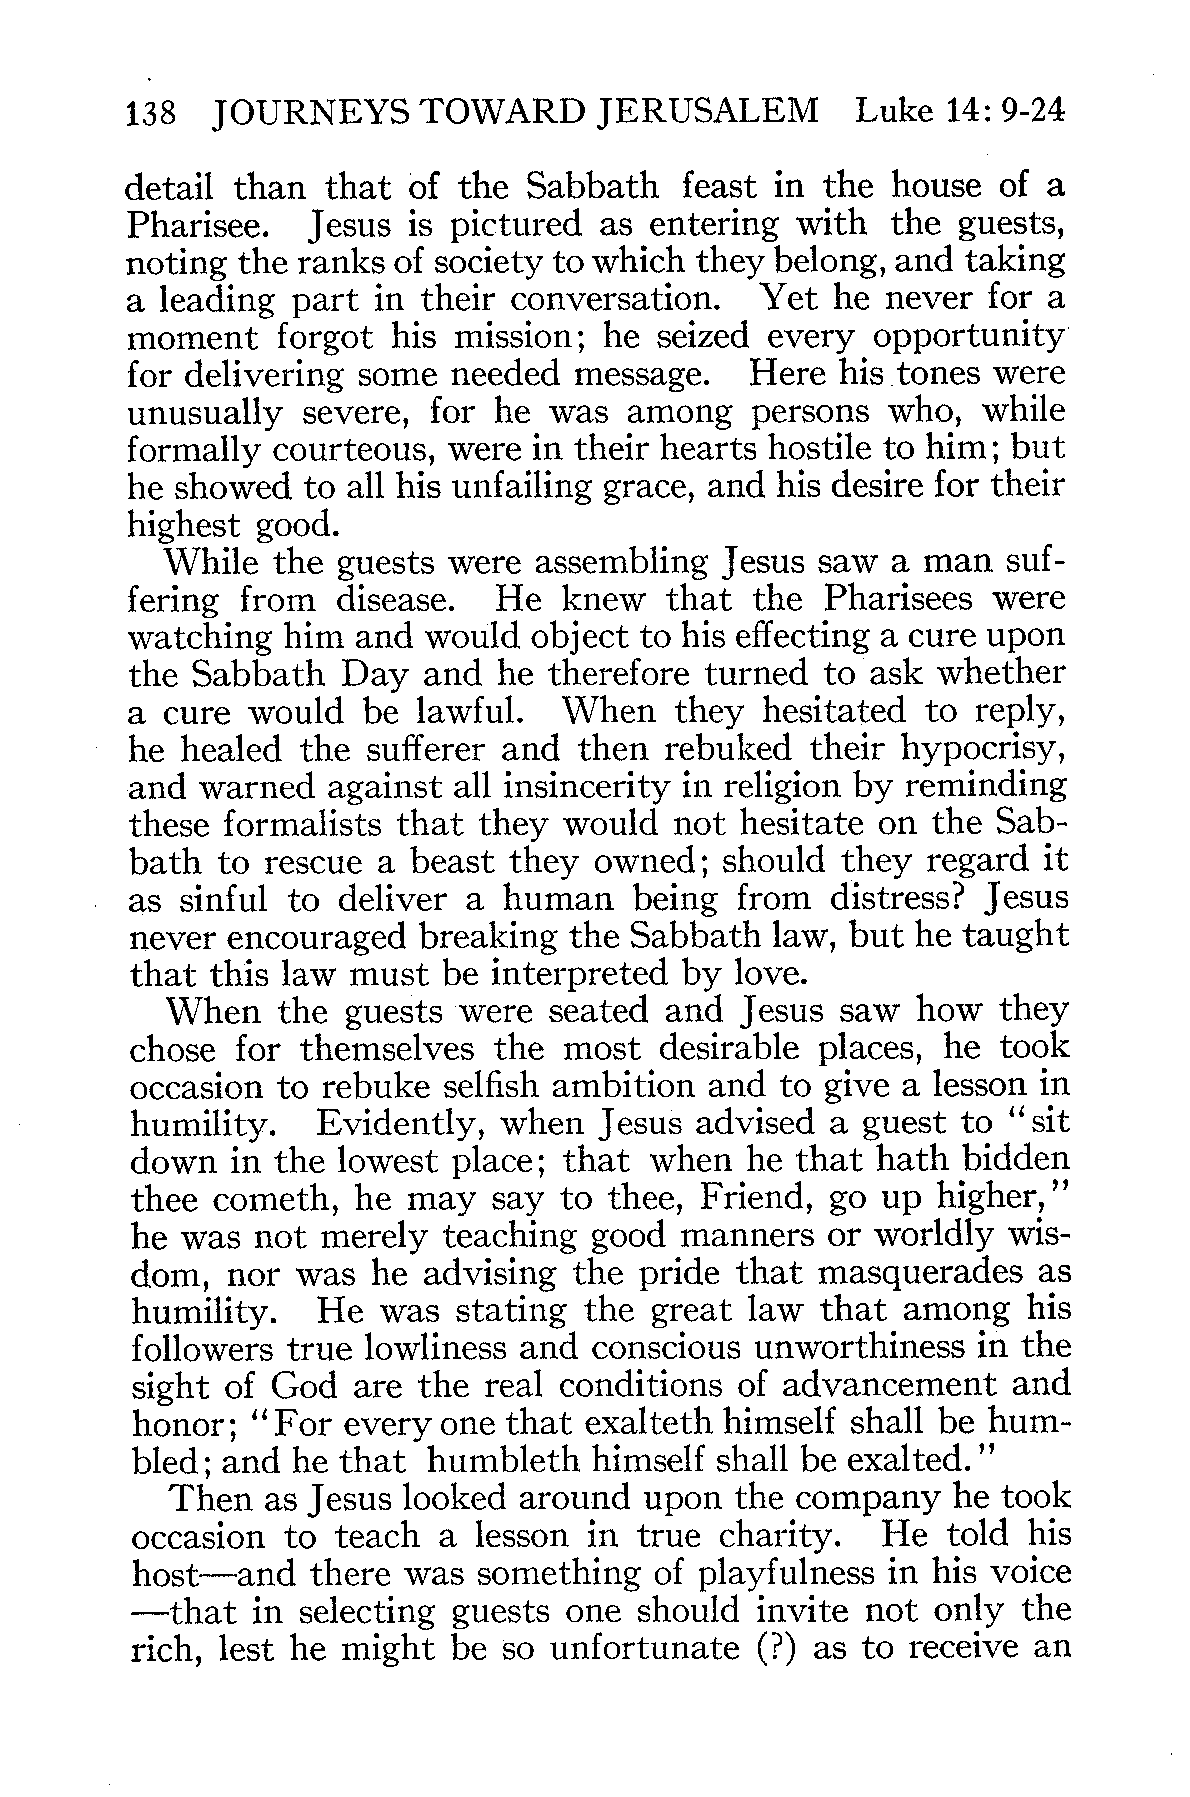 138 JOURNEYS TOWARD JERUSALEM Luke 14: 9-24
detail than that of the Sabbath feast in the house of a
Pharisee. Jesus is pictured as entering with the guests,
noting the ranks of society to which they belong, and taking
a leading part in their conversation. Yet he never for a
moment forgot his mission; he seized every opportunity
for delivering some needed message. Here his tones were
unusually severe, for he was among persons who, while
formally courteous, were in their hearts hostile to him; but
he showed to all his unfailing grace, and his desire for their
highest good.
While the guests were assembling Jesus saw a man suf-
fering from disease. He knew that the Pharisees were
watching him and would object to his effecting a cure upon
the Sabbath Day and he therefore turned to ask whether
a cure would be lawful. When they hesitated to reply,
he healed the sufferer and then rebuked their hypocrisy,
and warned against all insincerity in religion by reminding
these formalists that they would not hesitate on the Sab-
bath to rescue a beast they owned; should they regard it
as sinful to deliver a human being from distress? Jesus
never encouraged breaking the Sabbath law, but he taught
that this law must be interpreted by love.
When the guests were seated and Jesus saw how they
chose for themselves the most desirable places, he took
occasion to rebuke selfish ambition and to give a lesson in
humility. Evidently, when Jesus advised a guest to "sit
down in the lowest place; that when he that hath bidden
thee cometh, he may say to thee, Friend, go up higher,"
he was not merely teaching good manners or worldly wis-
dom, nor was he advising the pride that masquerades as
humility. He was stating the great law that among his
followers true lowliness and conscious unworthiness in the
sight of God are the real conditions of advancement and
honor; "For every one that exalteth himself shall be hum-
bled; and he that humbleth himself shall be exalted."
Then as Jesus looked around upon the company he took
occasion to teach a lesson in true charity. He told his
host—and there was something of playfulness in his voice
—that in selecting guests one should invite not only the
rich, lest he might be so unfortunate (?) as to receive an